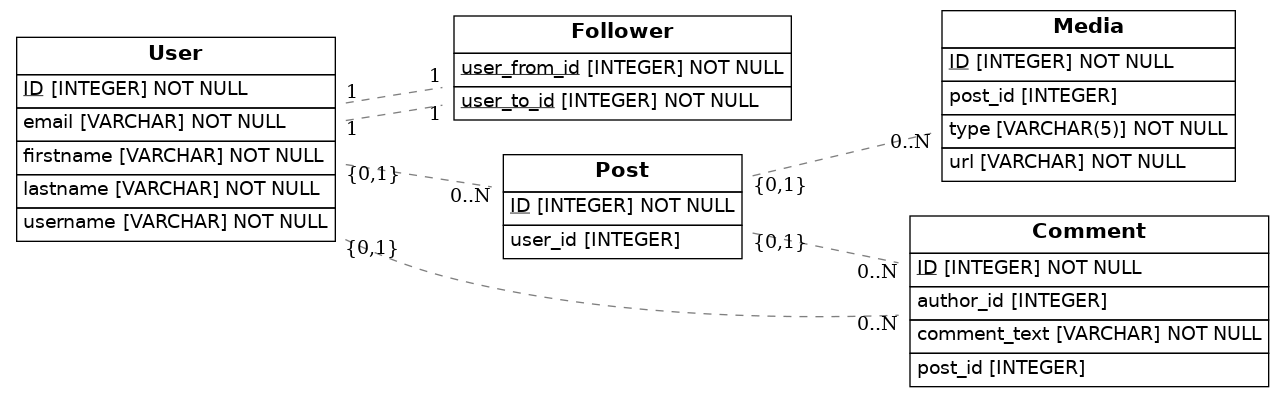 User
ID [INTEGER] NOT NULL
email [VARCHAR] NOT NULL
firstname [VARCHAR] NOT NULL
lastname [VARCHAR] NOT NULL
username [VARCHAR] NOT NULL
1
1
{0,1}
{0,1}
1
1
0..N
Follower
user_from_id [INTEGER] NOT NULL
user_to_id [INTEGER] NOT NULL
Post
ID [INTEGER] NOT NULL
user_id [INTEGER]
{0,1}
{0,1}
0..N
0..N
0..N
Media
ID [INTEGER] NOT NULL
post_id [INTEGER]
type [VARCHAR(5)] NOT NULL
url [VARCHAR] NOT NULL
Comment
ID [INTEGER] NOT NULL
author_id [INTEGER]
comment_text [VARCHAR] NOT NULL
post_id [INTEGER]